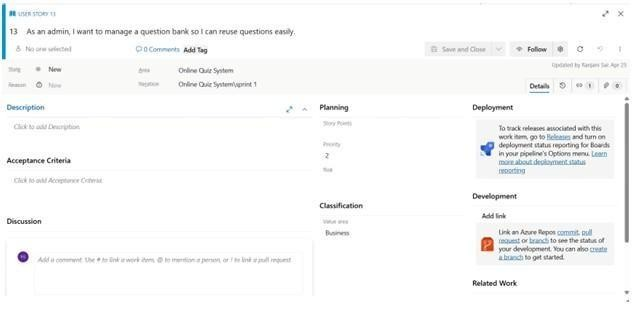 USER STORY 13
13 As an admin, I want to manage a question bank so I can reuse questions easily.
No one selected
0 Comments Add Tag
Save and Close
Follow
Updated by Ranjani Sai: Apr 25
State New
Area Online Quiz System
Reason New
Iteration Online Quiz System\sprint 1
Details
1
0
Description
Click to add Description.
Acceptance Criteria
Click to add Acceptance Criteria.
Discussion
Add a comment. Use # to link a work item, @ to mention a person, or ! to link a pull request.
Planning
Story Points
Priority
2
Risk
Classification
Value area
Business
Deployment
To track releases associated with this
work item, go to Releases and turn on
deployment status reporting for Boards
in your pipeline's Options menu. Learn
more about deployment status
reporting
Development
Add link
Link an Azure Repos commit, pull
request or branch to see the status of
your development. You can also create
a branch to get started.
Related Work